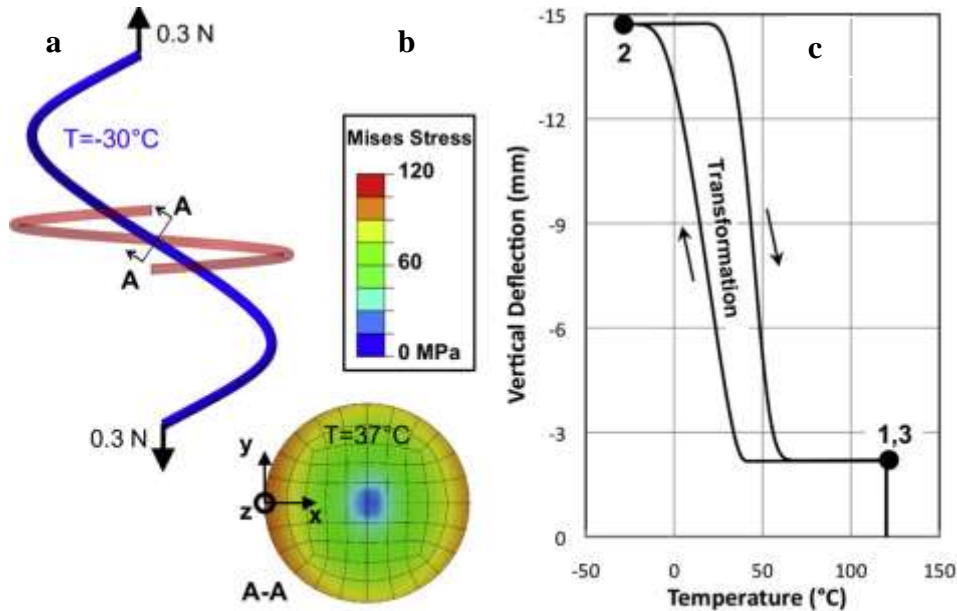 a
0.3 N
T=-30°C
A
A
0.3 N
b
Mises Stress
120
60
0 MPa
T=37°C
y
z
x
A-A
c
-15
-12
-9
-6
-3
0
Vertical Deflection (mm)
2
Transformation
1,3
-50
0
50
100
150
Temperature (°C)